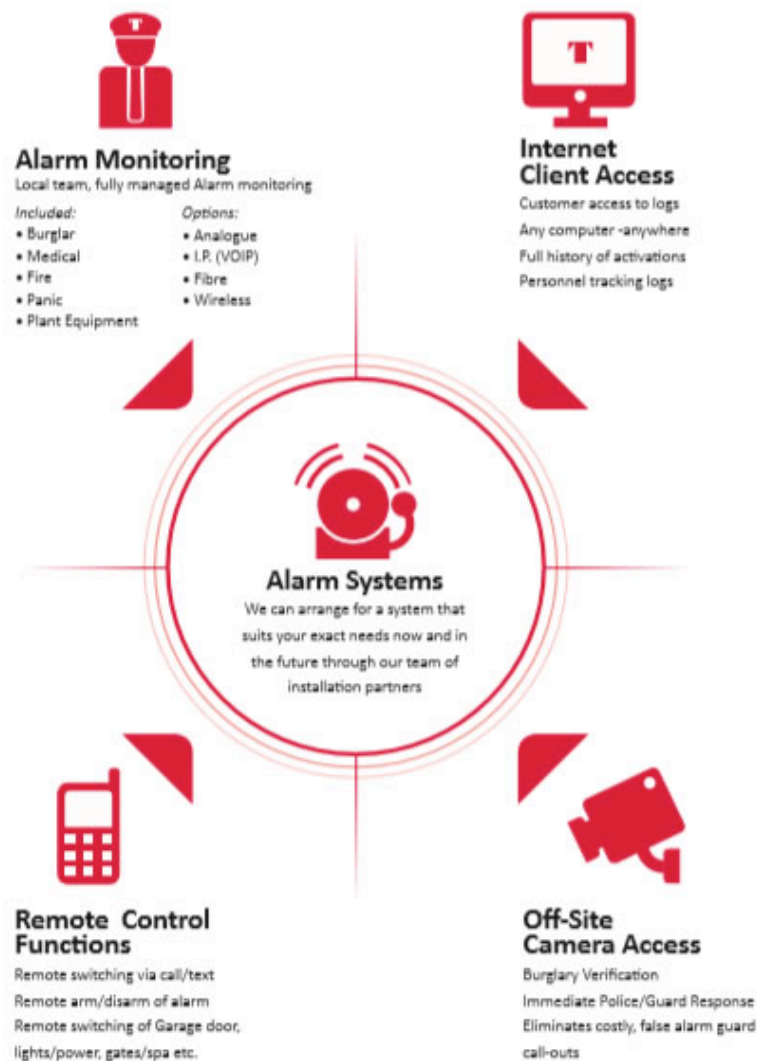 T
Alarm Monitoring
Local team, fully managed Alarm monitoring
Included:
• Burglar
• Medical
• Fire
• Panic
• Plant Equipment
Options:
• Analogue
• I.P. (VOIP)
• Fibre
• Wireless
T
Internet
Client Access
Customer access to logs
Any computer -anywhere
Full history of activations
Personnel tracking logs
Alarm Systems
We can arrange for a system that
suits your exact needs now and in
the future through our team of
installation partners
Remote Control
Functions
Remote switching via call/text
Remote arm/disarm of alarm
Remote switching of Garage door,
lights/power, gates/spa etc.
Off-Site
Camera Access
Burglary Verification
Immediate Police/Guard Response
Eliminates costly, false alarm guard
call-outs